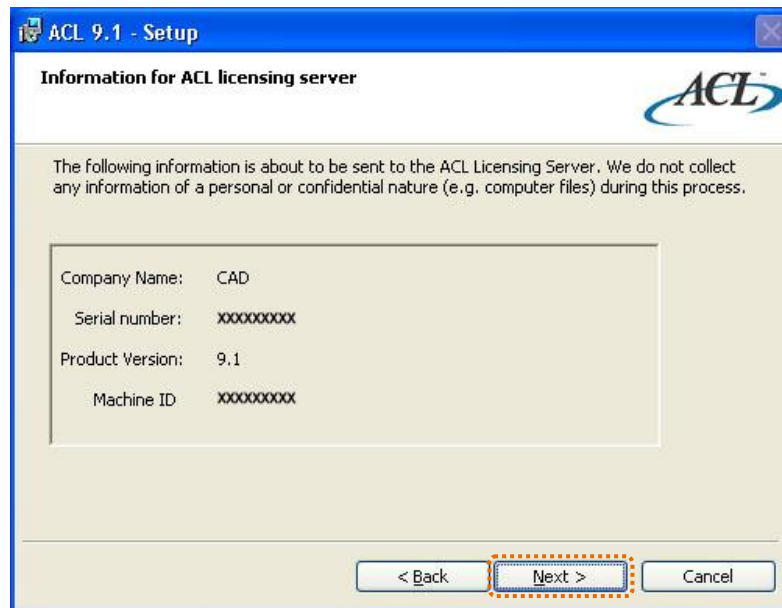 ACL 9.1 - Setup
Information for ACL licensing server
ACL™
The following information is about to be sent to the ACL Licensing Server. We do not collect
any information of a personal or confidential nature (e.g. computer files) during this process.
Company Name: CAD
Serial number: XXXXXXXXX
Product Version: 9.1
Machine ID XXXXXXXXX
< Back Next > Cancel